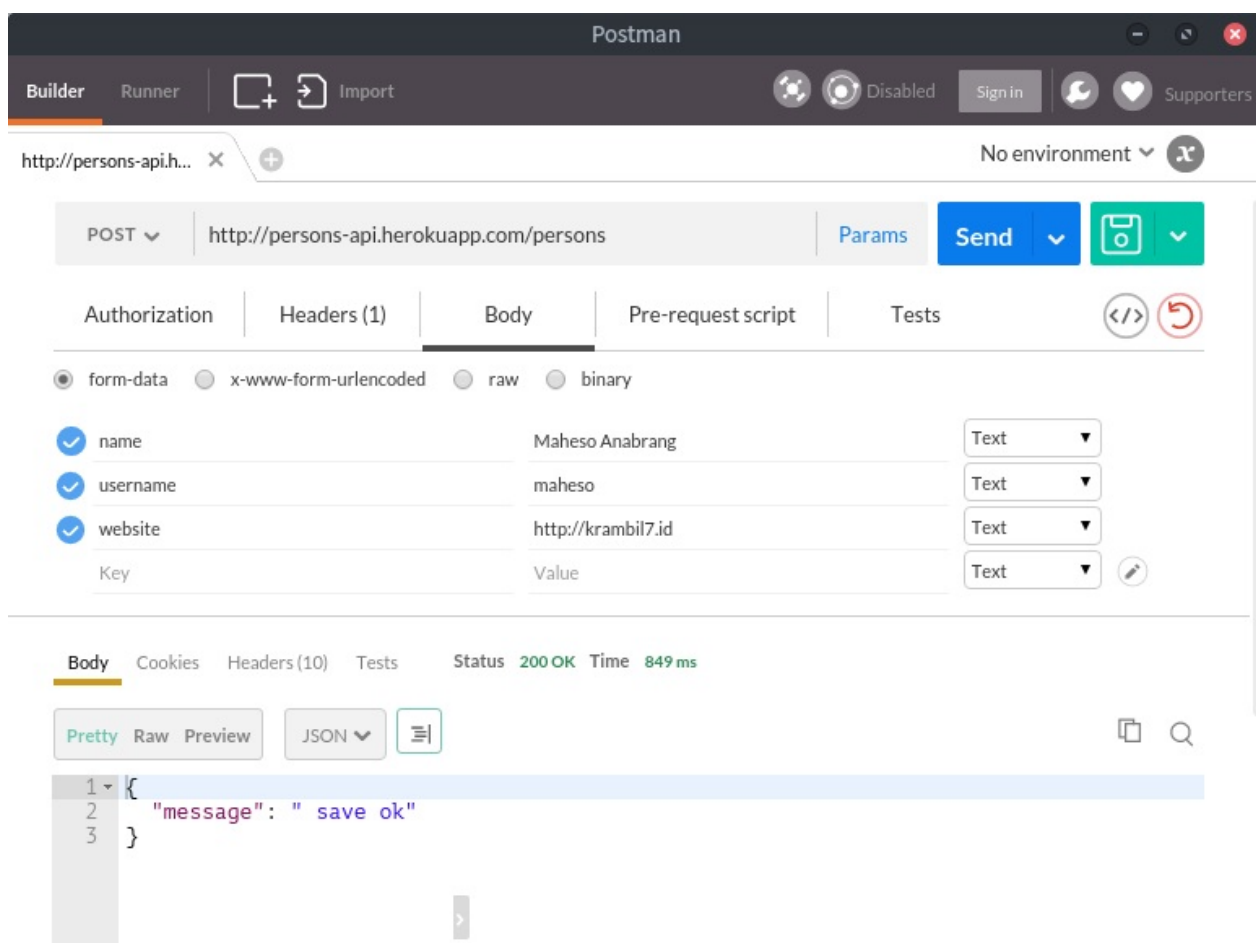 Postman
Builder Runner Import Disabled Sign in Supporters
http://persons-api.h... No environment
POST http://persons-api.herokuapp.com/persons Params Send
Authorization Headers (1) Body Pre-request script Tests
form-data x-www-form-urlencoded raw binary
name Maheso Anabrang Text
username maheso Text
website http://krambil7.id Text
Key Value Text
Body Cookies Headers (10) Tests Status 200 OK Time 849 ms
Pretty Raw Preview JSON
1 {
2 "message": " save ok"
3 }